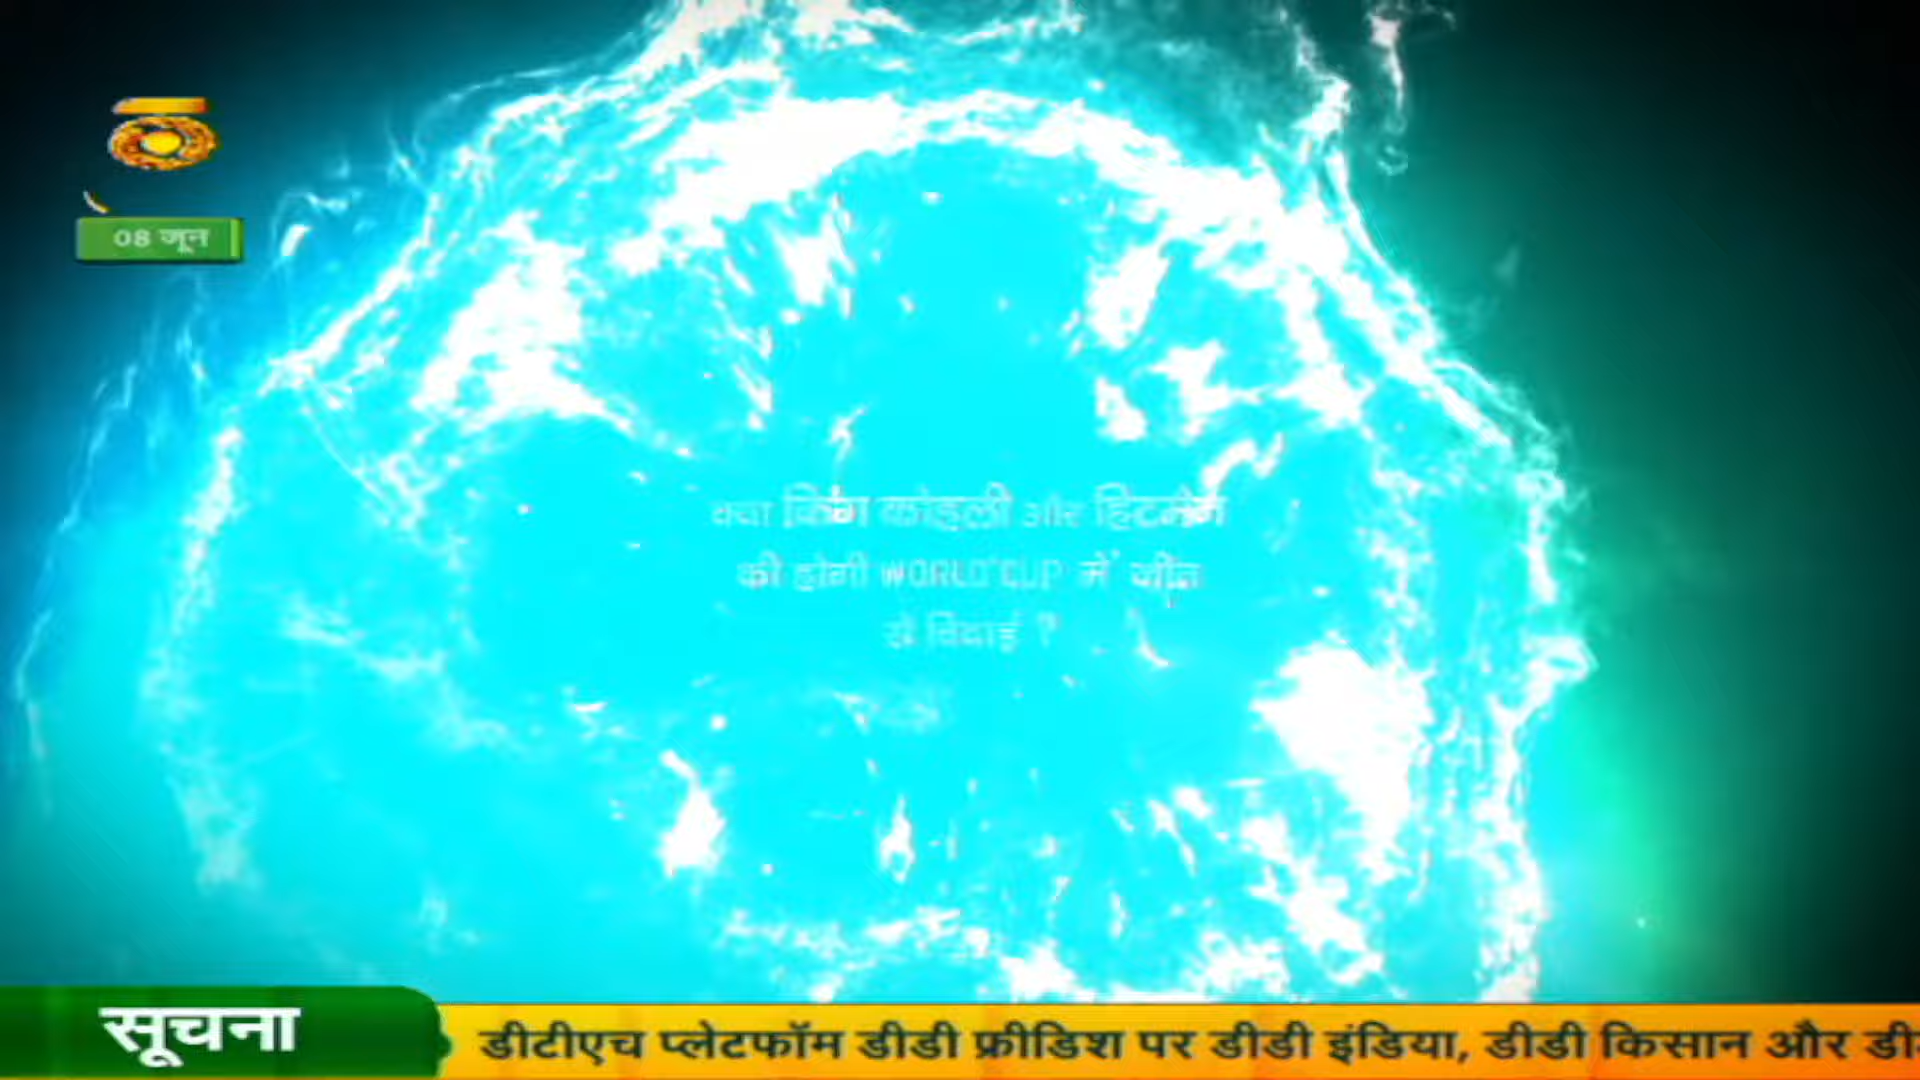 08 जून
क्या किंग कोहली और हिटमैन
की होगी WORLD CUP में जीत
से विदाई ?
सूचना
डीटीएच प्लेटफॉम डीडी फ्रीडिश पर डीडी इंडिया, डीडी किसान और डी